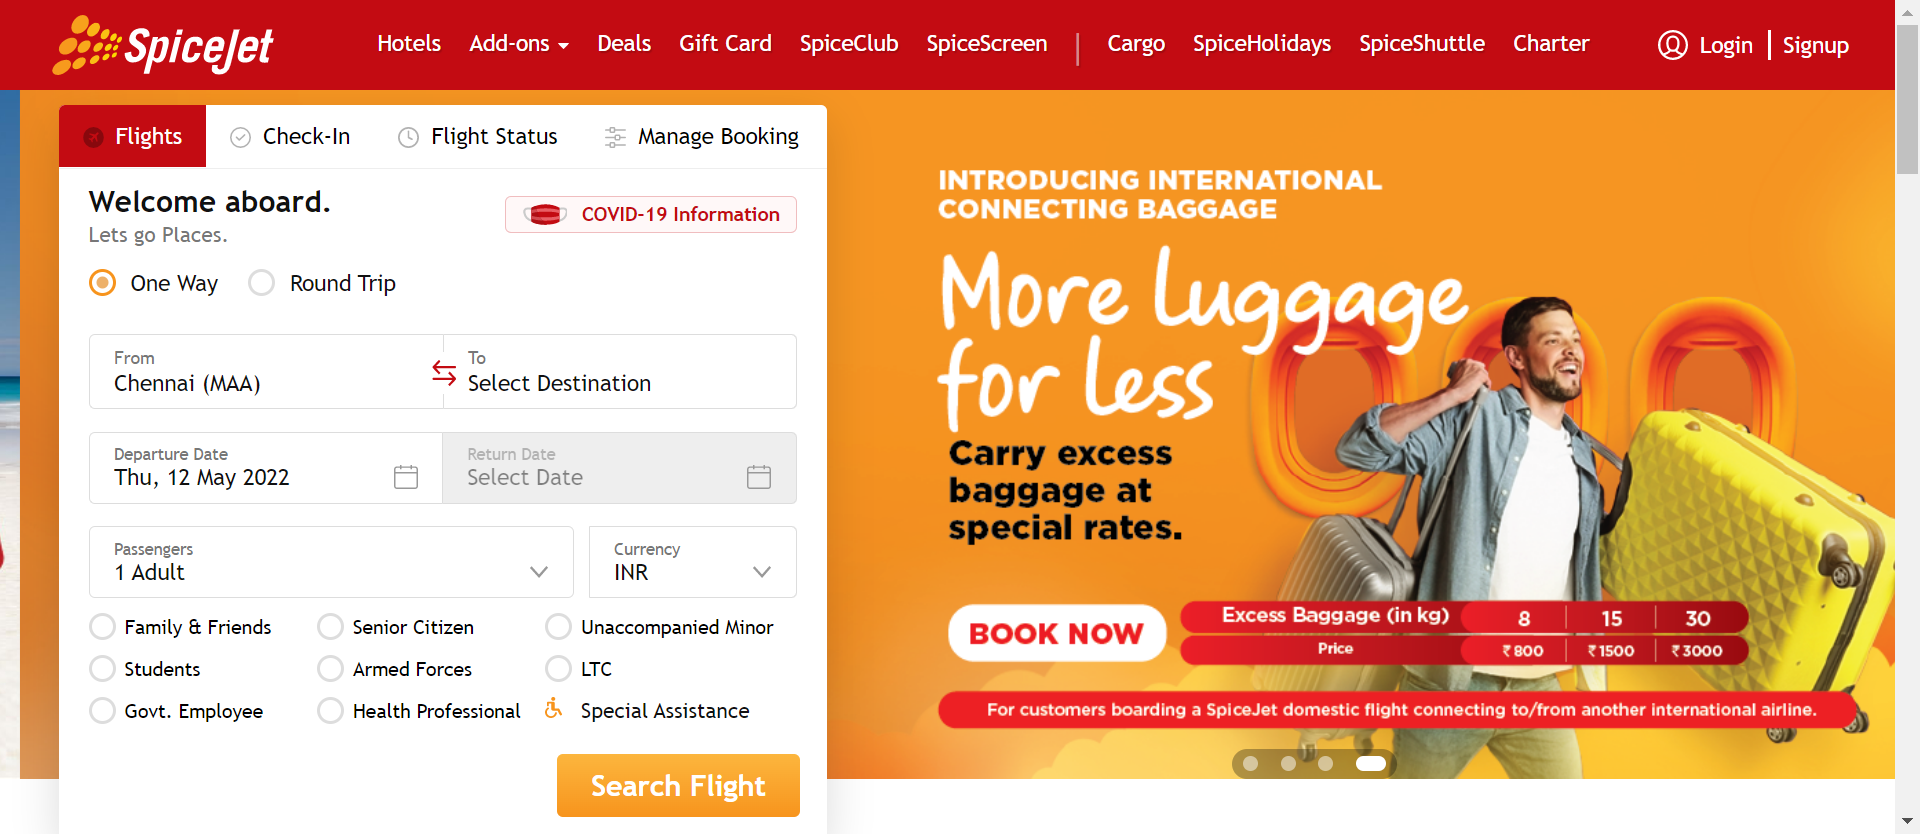 SpiceJet
Hotels Add-ons Deals Gift Card SpiceClub SpiceScreen | Cargo SpiceHolidays SpiceShuttle Charter Login | Signup
Flights Check-In Flight Status Manage Booking
Welcome aboard.
COVID-19 Information
Lets go Places.
One Way Round Trip
From
Chennai (MAA)
To
Select Destination
Departure Date
Thu, 12 May 2022
Return Date
Select Date
Passengers
1 Adult
Currency
INR
Family & Friends Senior Citizen Unaccompanied Minor
Students Armed Forces LTC
Govt. Employee Health Professional Special Assistance
Search Flight
INTRODUCING INTERNATIONAL
CONNECTING BAGGAGE
More luggage
for less
Carry excess
baggage at
special rates.
BOOK NOW
Excess Baggage (in kg) 8 15 30
Price ₹800 ₹1500 ₹3000
For customers boarding a SpiceJet domestic flight connecting to/from another international airline.